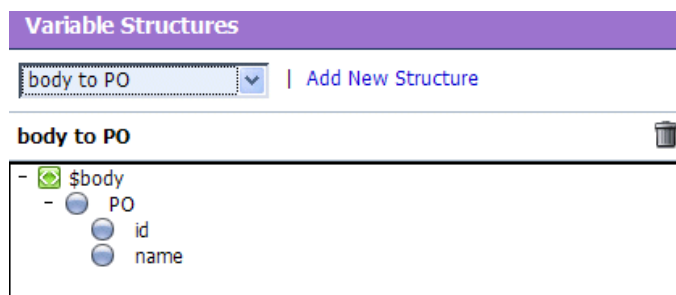 Variable Structures
body to PO | Add New Structure
body to PO
- $body
- PO
id
name